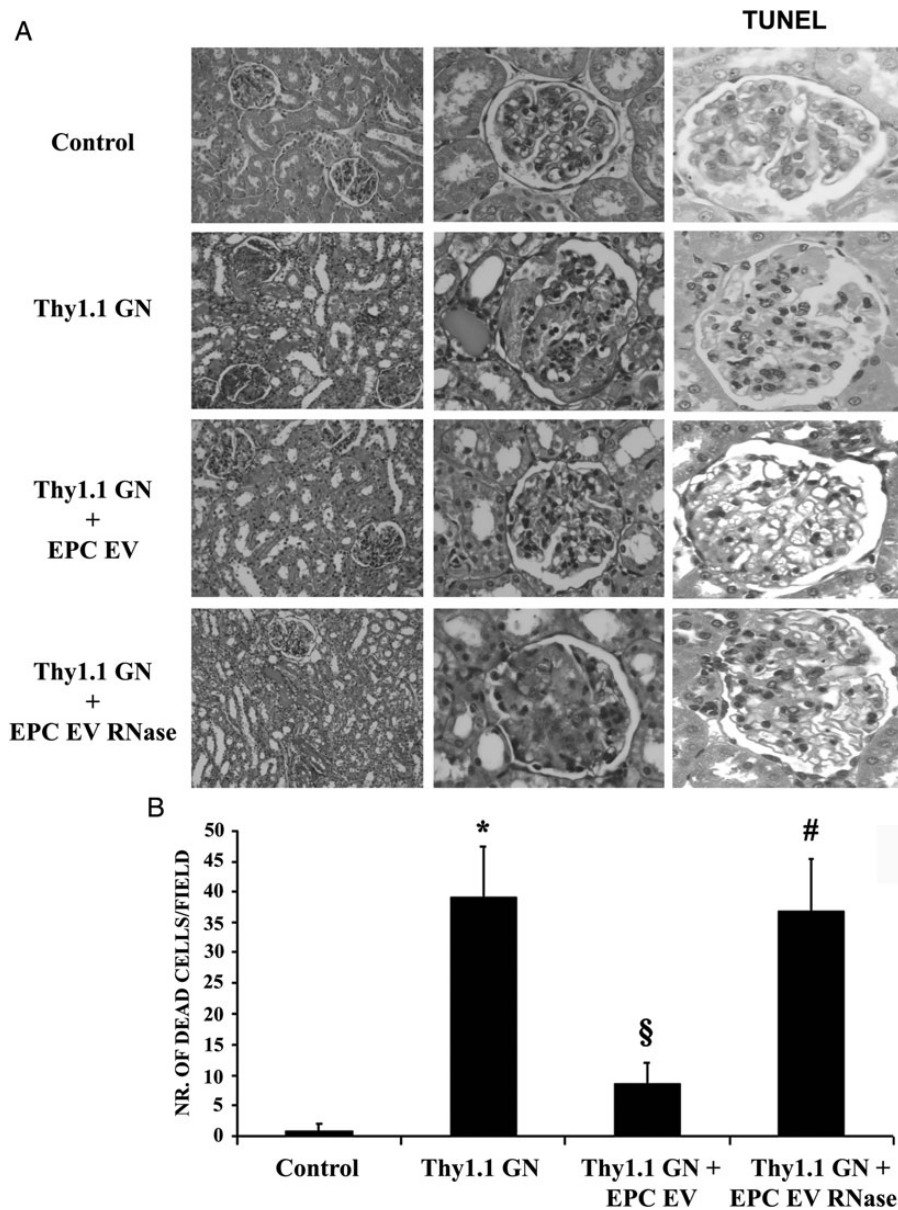 A
TUNEL
Control
Thy1.1 GN
Thy1.1 GN
+
EPC EV
Thy1.1 GN
+
EPC EV RNase
B
NR. OF DEAD CELLS/FIELD
50
45
40
35
30
25
20
15
10
5
0
*
§
#
Control
Thy1.1 GN
Thy1.1 GN +
EPC EV
Thy1.1 GN +
EPC EV RNase